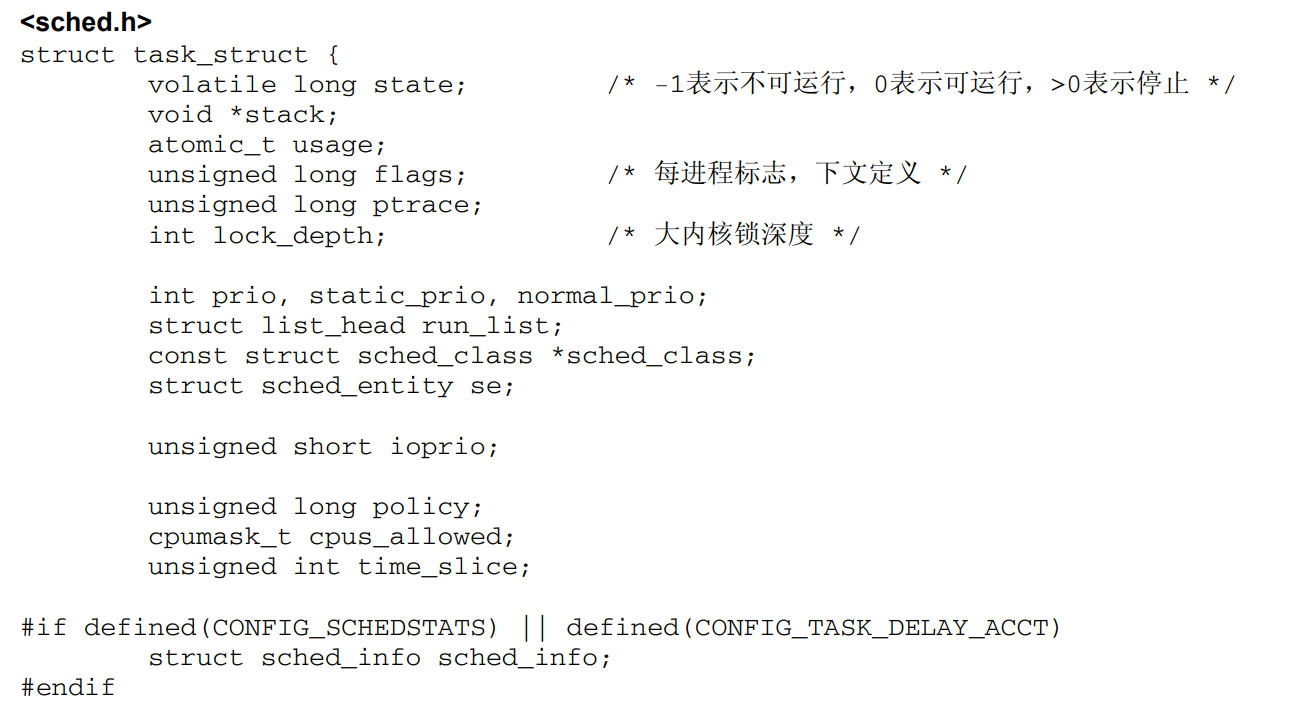 <sched.h>
struct task_struct {
volatile long state; /* -1表示不可运行，0表示可运行，>0表示停止 */
void *stack;
atomic_t usage;
unsigned long flags; /* 每进程标志，下文定义 */
unsigned long ptrace;
int lock_depth; /* 大内核锁深度 */
int prio, static_prio, normal_prio;
struct list_head run_list;
const struct sched_class *sched_class;
struct sched_entity se;
unsigned short ioprio;
unsigned long policy;
cpumask_t cpus_allowed;
unsigned int time_slice;
#if defined(CONFIG_SCHEDSTATS) || defined(CONFIG_TASK_DELAY_ACCT)
struct sched_info sched_info;
#endif